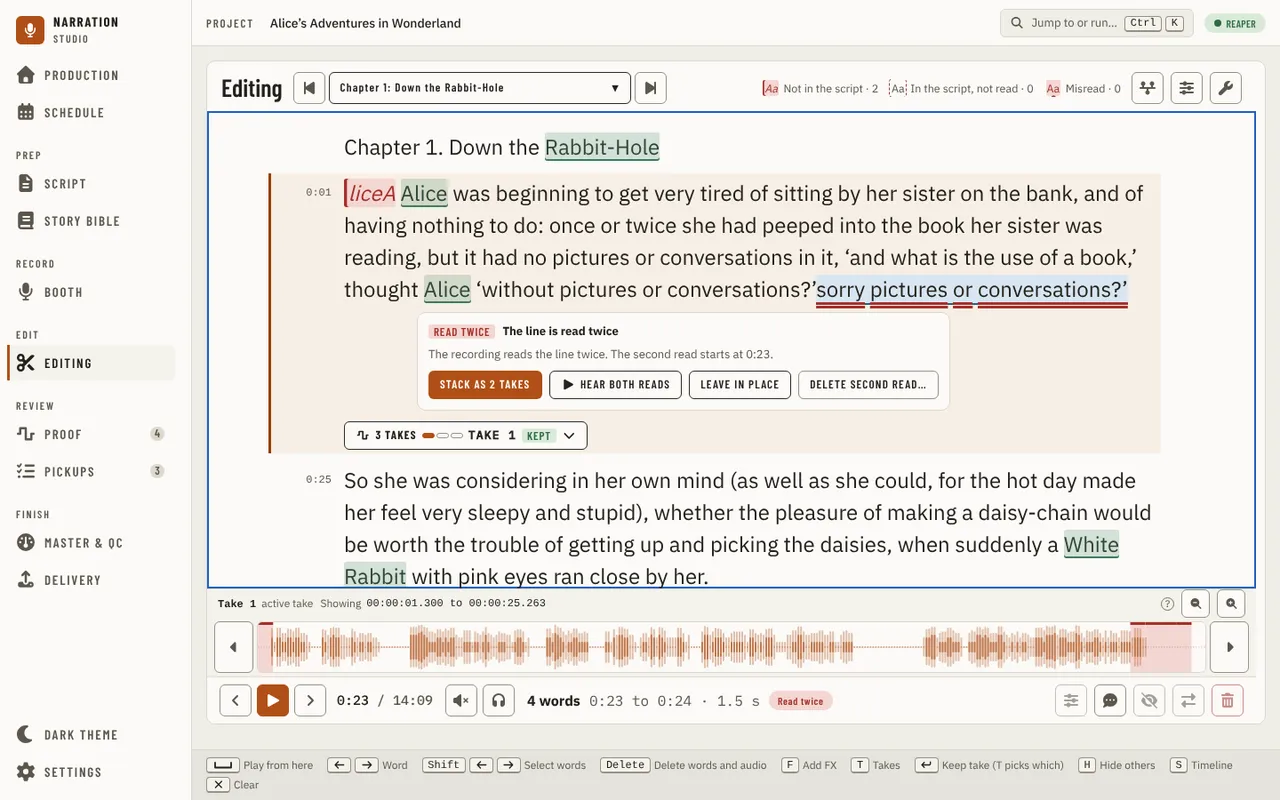 NARRATION
STUDIO
PRODUCTION
SCHEDULE
PREP
SCRIPT
STORY BIBLE
RECORD
BOOTH
EDIT
EDITING
REVIEW
PROOF 4
PICKUPS 3
FINISH
MASTER & QC
DELIVERY
DARK THEME
SETTINGS
PROJECT Alice’s Adventures in Wonderland
Jump to or run... Ctrl K
REAPER
Editing
Chapter 1: Down the Rabbit-Hole ▼
Aa Not in the script · 2 Aa In the script, not read · 0 Aa Misread · 0
Chapter 1. Down the Rabbit-Hole
0:01 liceA Alice was beginning to get very tired of sitting by her sister on the bank, and of
having nothing to do: once or twice she had peeped into the book her sister was
reading, but it had no pictures or conversations in it, ‘and what is the use of a book,’
thought Alice ‘without pictures or conversations?’sorry pictures or conversations?’
READ TWICE The line is read twice
The recording reads the line twice. The second read starts at 0:23.
STACK AS 2 TAKES HEAR BOTH READS LEAVE IN PLACE DELETE SECOND READ...
3 TAKES TAKE 1 KEPT
0:25 So she was considering in her own mind (as well as she could, for the hot day made
her feel very sleepy and stupid), whether the pleasure of making a daisy-chain would
be worth the trouble of getting up and picking the daisies, when suddenly a White
Rabbit with pink eyes ran close by her.
Take 1 active take Showing 00:00:01.300 to 00:00:25.263 ?
0:23 / 14:09 4 words 0:23 to 0:24 · 1.5 s Read twice
Play from here ← → Word Shift ← → Select words Delete Delete words and audio F Add FX T Takes ↵ Keep take (T picks which) H Hide others S Timeline
✕ Clear